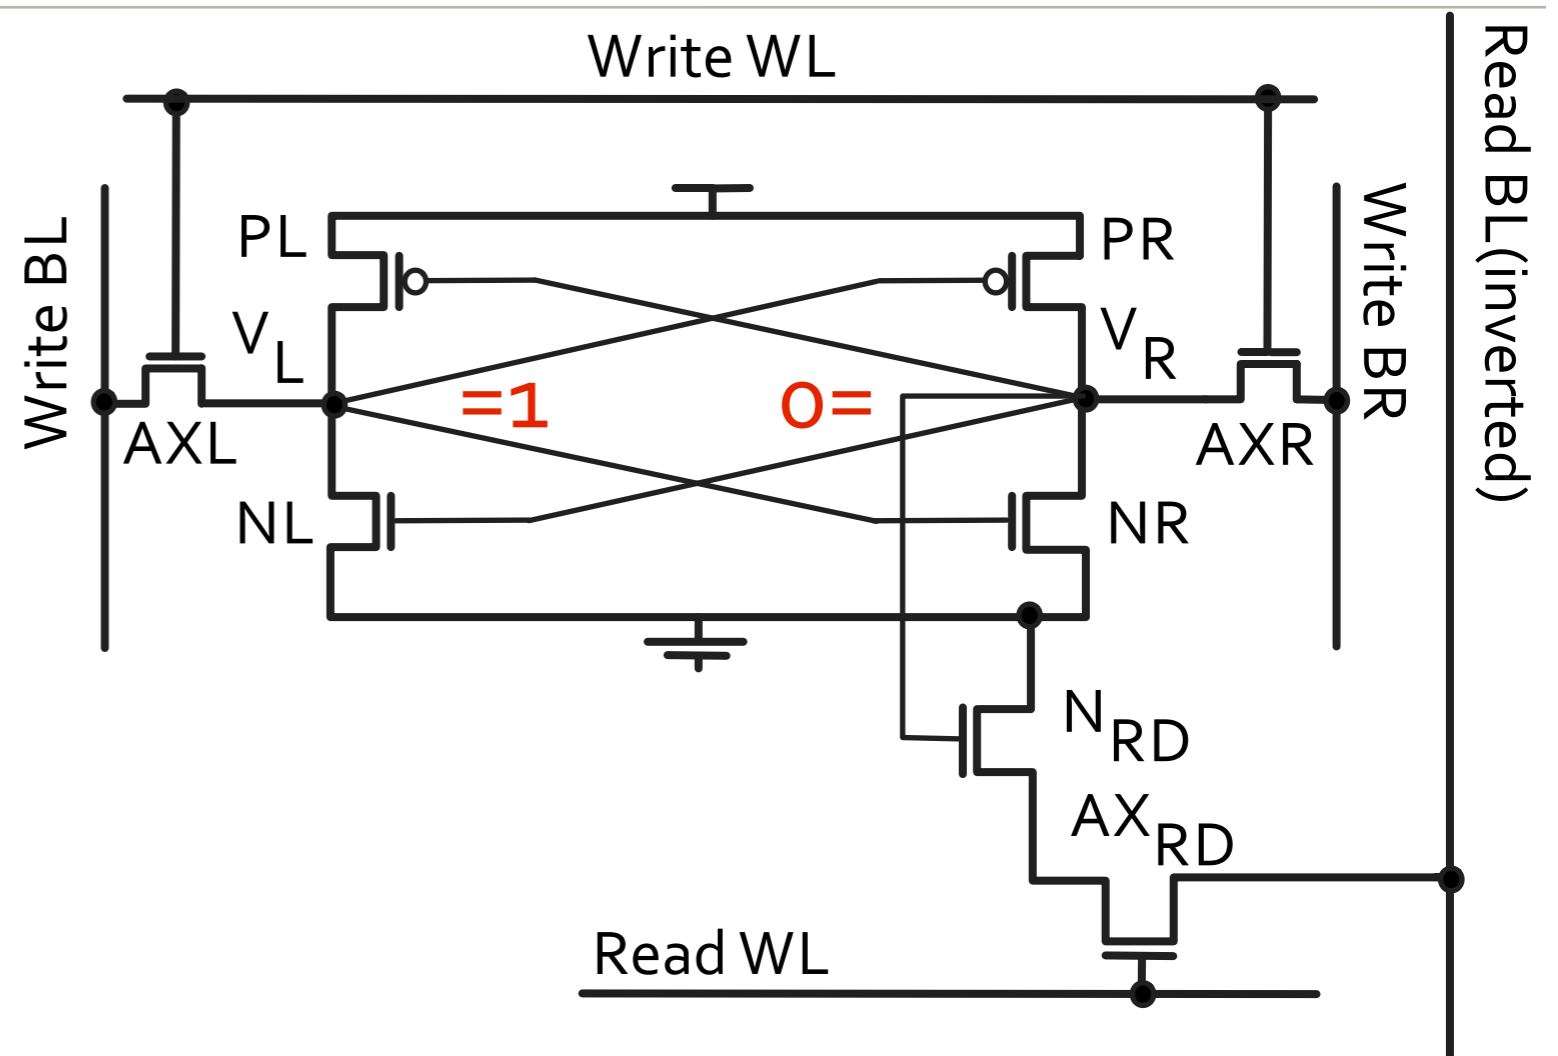 Write WL
Read BL(inverted)
Write BL
PL
PR
Write BR
VL
VR
=1
0=
AXL
AXR
NL
NR
NRD
AXRD
Read WL